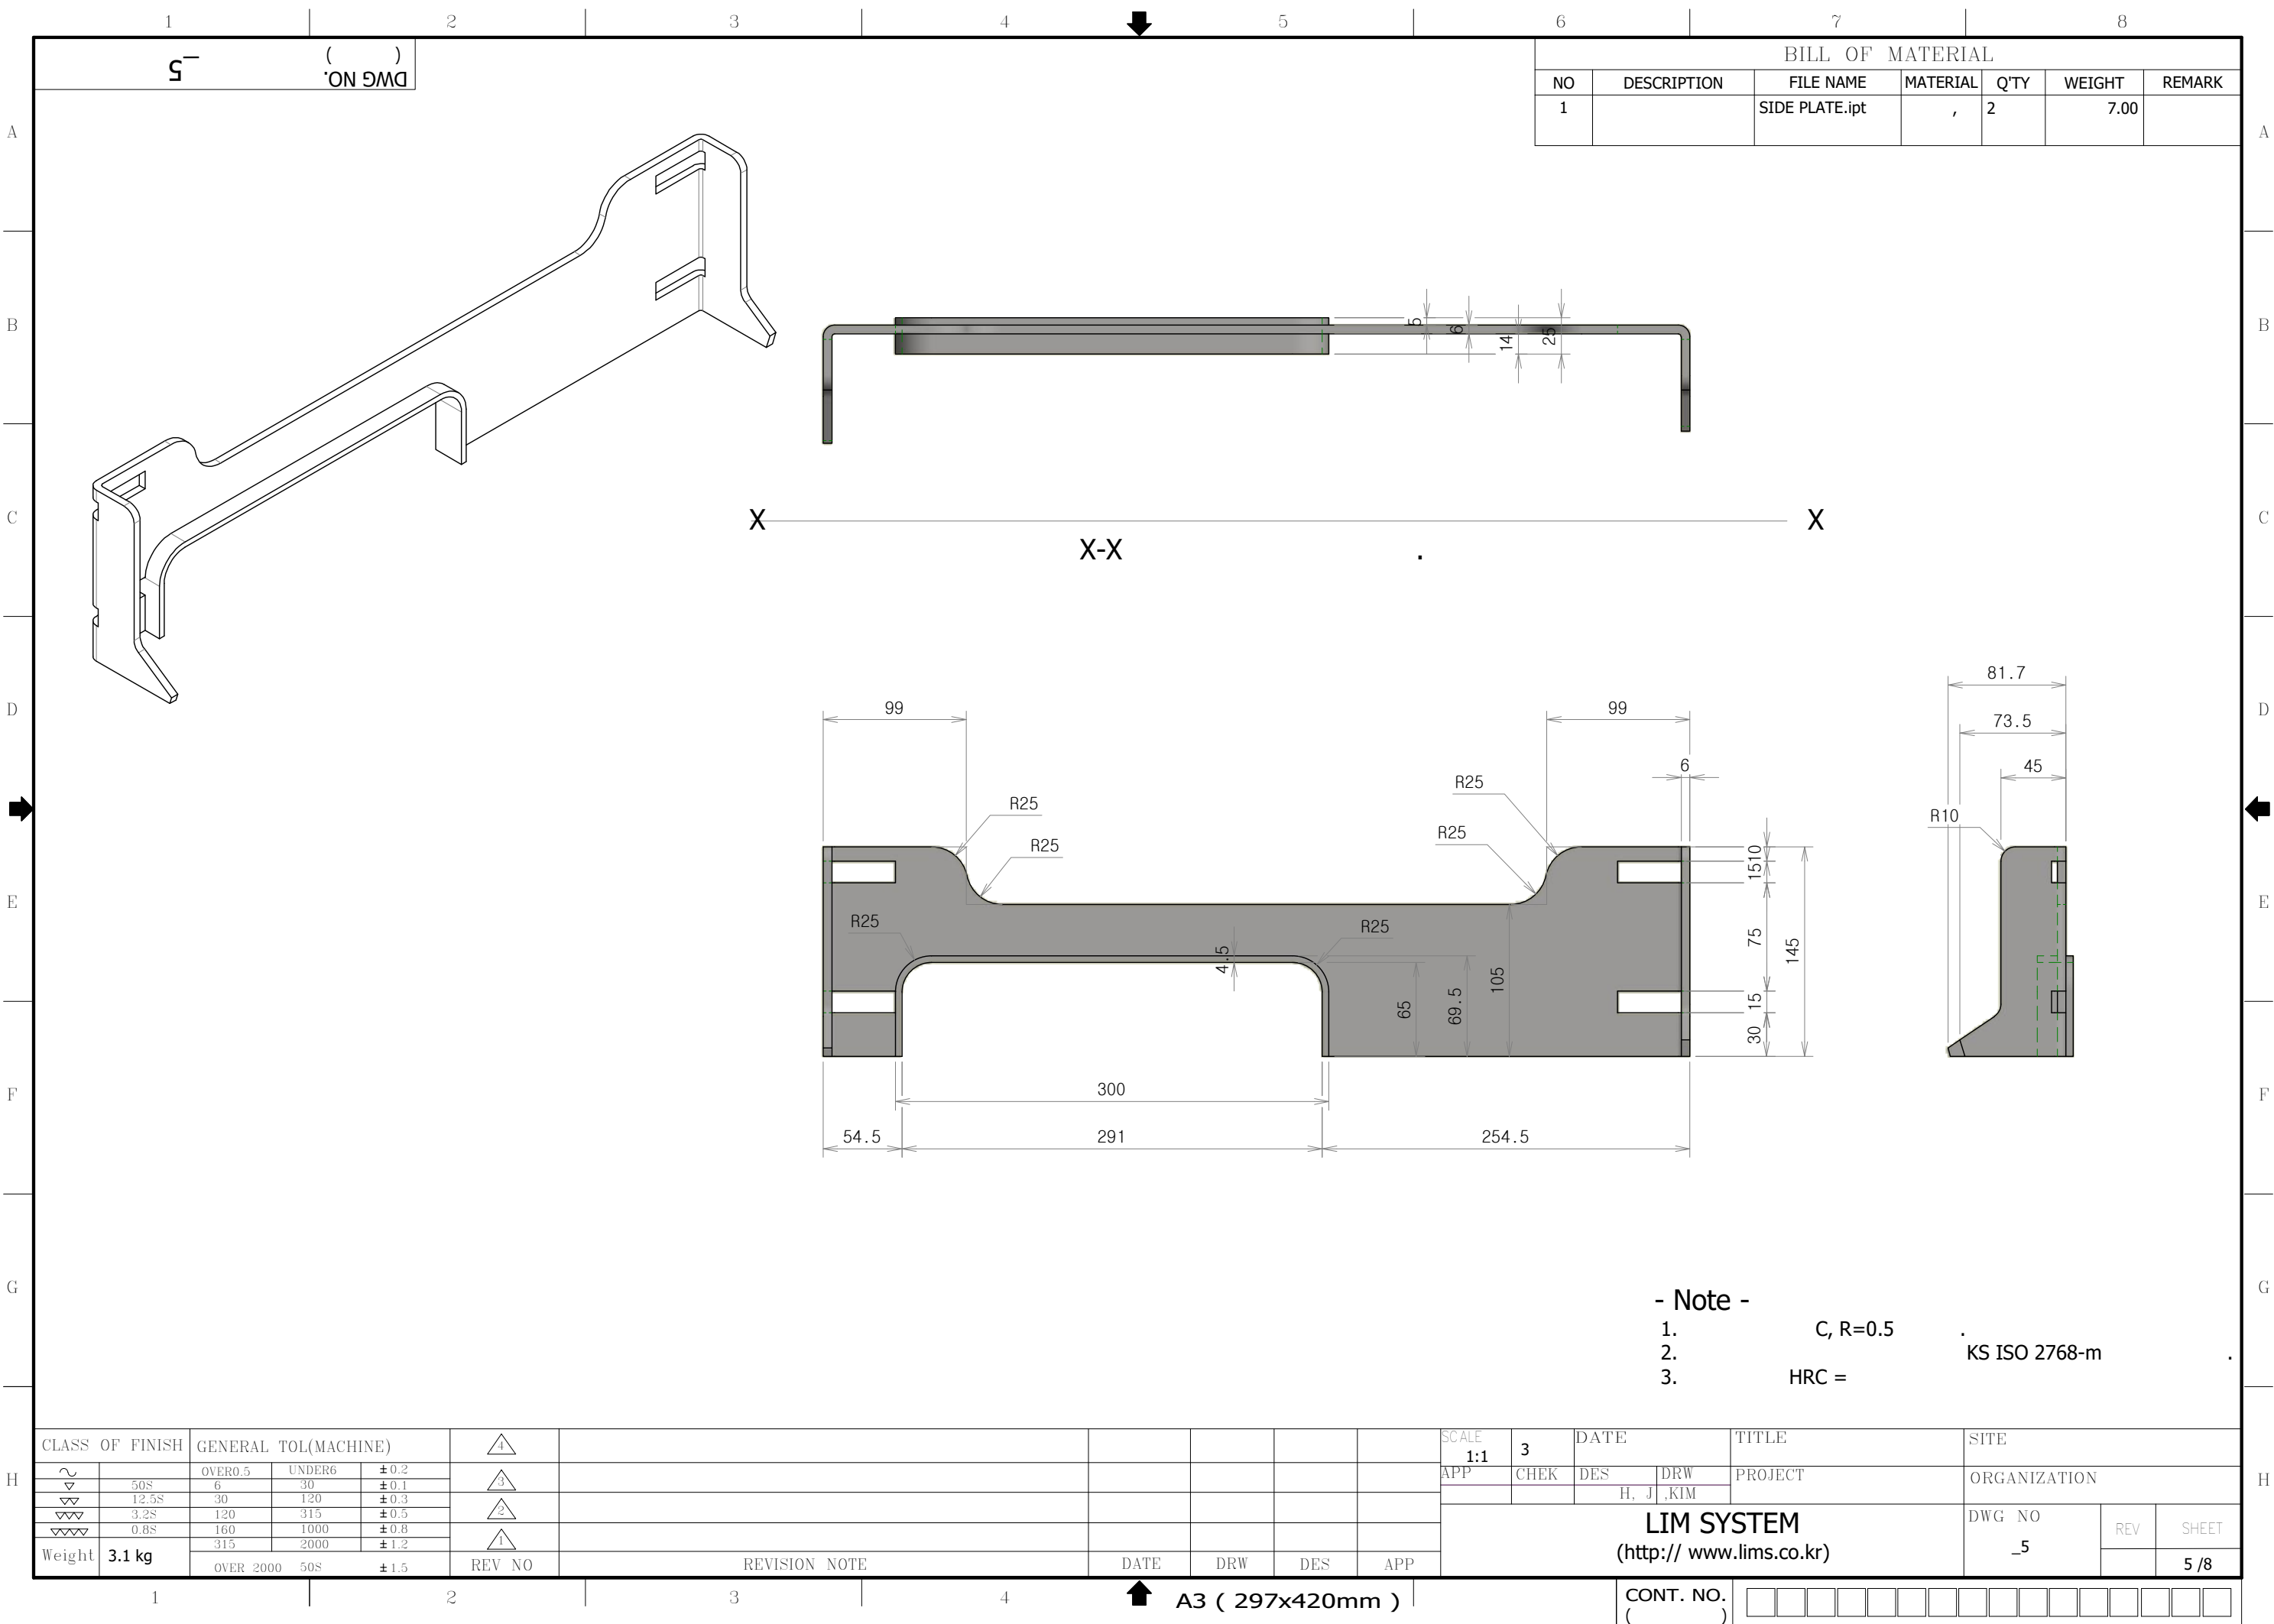 1 2 3 4 5 6 7 8
DWG NO.
( )
_5
BILL OF MATERIAL
NO DESCRIPTION FILE NAME MATERIAL Q'TY WEIGHT REMARK
1 SIDE PLATE.ipt , 2 7.00
A A
B B
C C
D D
E E
F F
G G
H H
5 6 14 25
X X
X-X .
81.7
73.5
45
R10
99 99
6
R25 R25
R25 R25
R25 R25
4.5
65 69.5 105
10
15
75
15
30
145
300
54.5 291 254.5
- Note -
1. C, R=0.5 .
2. KS ISO 2768-m .
3. HRC =
CLASS OF FINISH GENERAL TOL(MACHINE)
OVER0.5 UNDER6 ±0.2
50S 6 30 ±0.1
12.5S 30 120 ±0.3
3.2S 120 315 ±0.5
0.8S 160 1000 ±0.8
315 2000 ±1.2
Weight 3.1 kg
OVER 2000 50S ±1.5
4
3
2
1
REV NO REVISION NOTE DATE DRW DES APP
SCALE 1:1 3 DATE TITLE SITE
APP CHEK DES DRW PROJECT ORGANIZATION
H, J ,KIM
LIM SYSTEM
(http:// www.lims.co.kr)
DWG NO _5 REV SHEET
5 /8
1 2 3 4
A3 ( 297x420mm )
CONT. NO.
( )